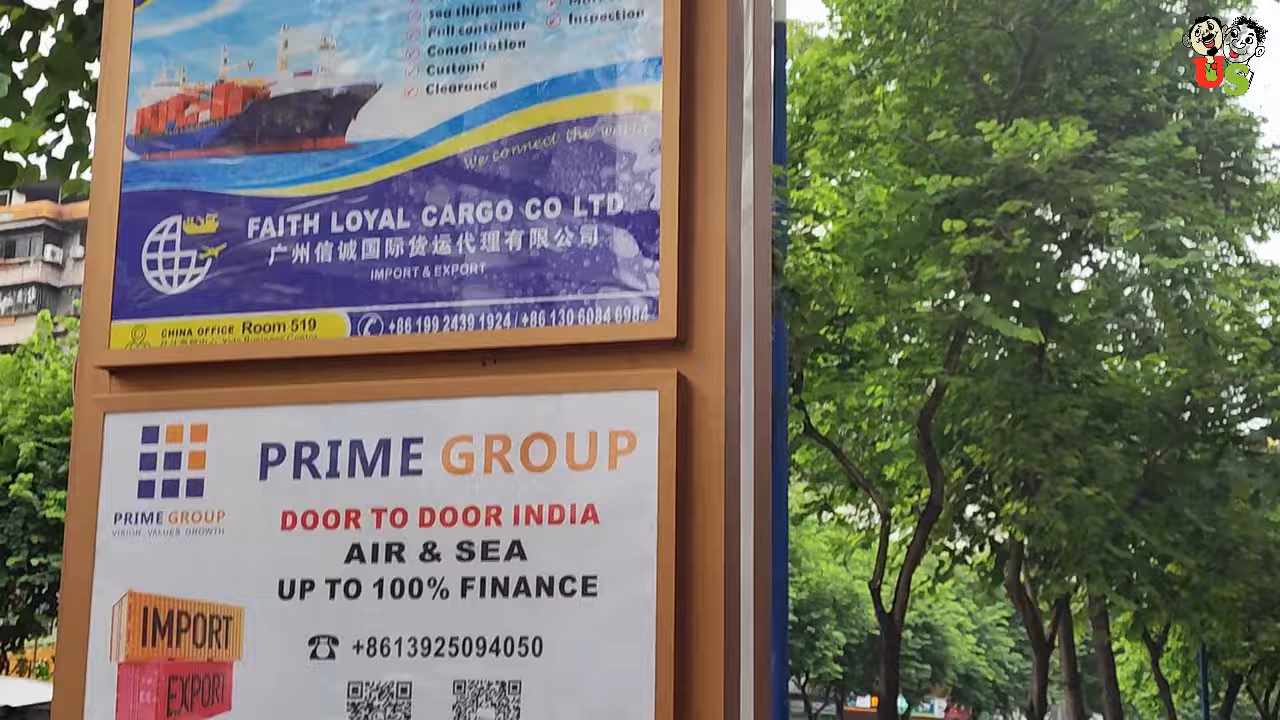 Sea shipment
Full container
Inspection
Consolidation
Customs
Clearance
We connect the world
FAITH LOYAL CARGO CO LTD
广州信诚国际货运代理有限公司
IMPORT & EXPORT
CHINA OFFICE Room 519
+86 199 2439 1924 / +86 130 6084 6984
PRIME GROUP
PRIME GROUP
VISION VALUES GROWTH
DOOR TO DOOR INDIA
AIR & SEA
UP TO 100% FINANCE
IMPORT
EXPORT
+8613925094050
US